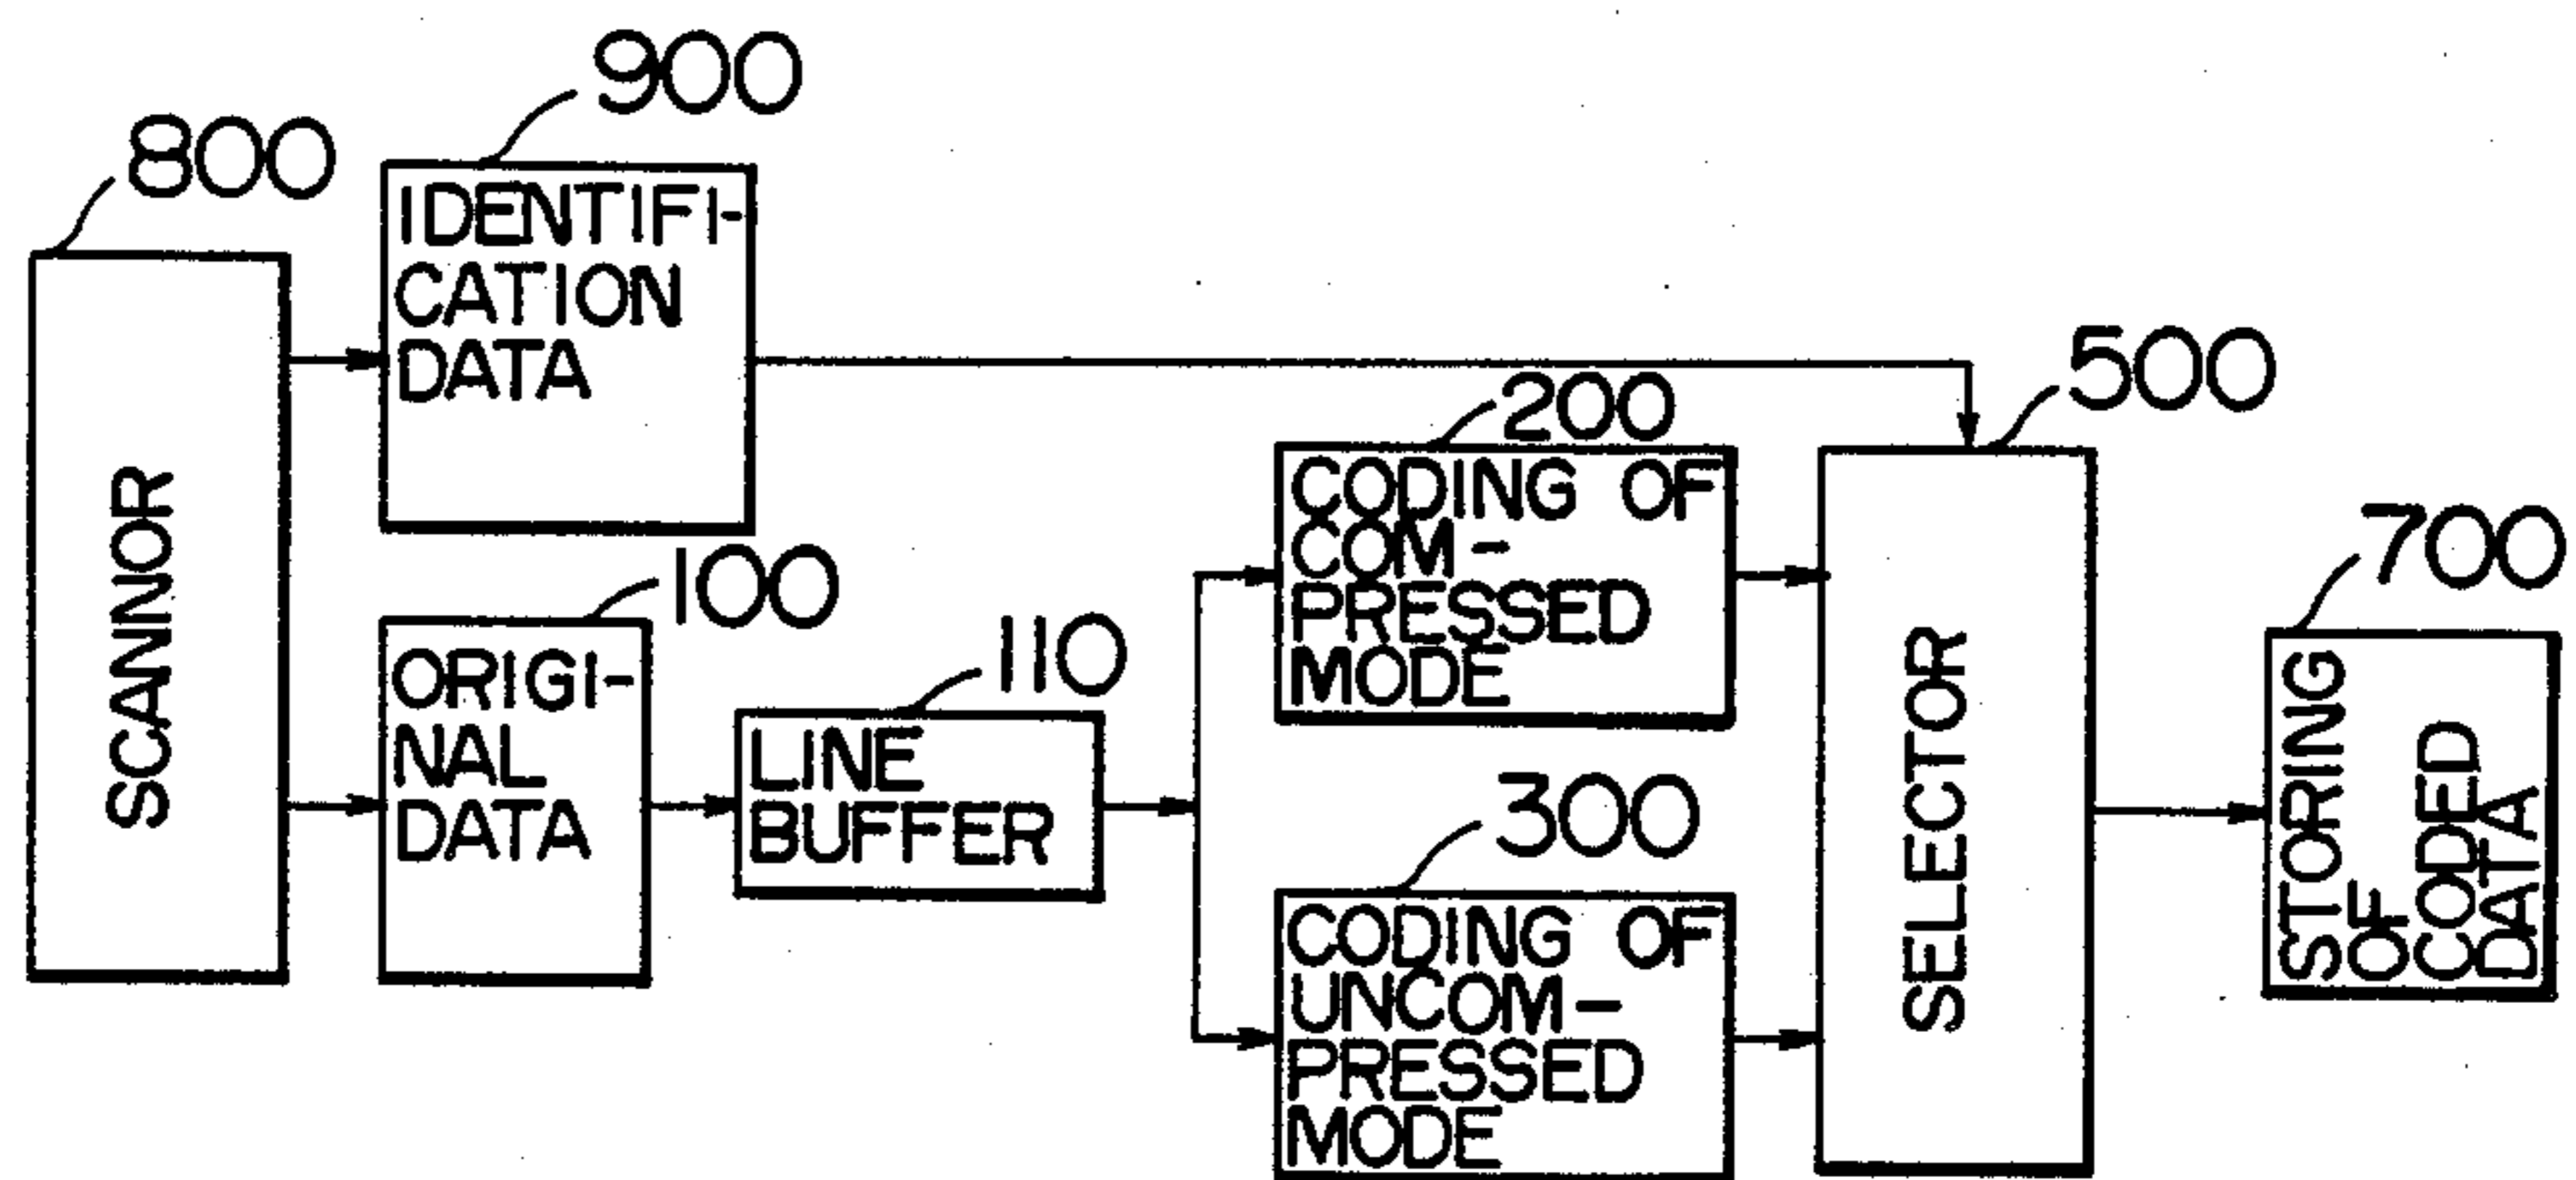 800
SCANNOR
900
IDENTIFI-
CATION
DATA
100
ORIGI-
NAL
DATA
110
LINE
BUFFER
200
CODING OF
COM-
PRESSED
MODE
300
CODING OF
UNCOM-
PRESSED
MODE
500
SELECTOR
700
STORING
OF
CODED
DATA